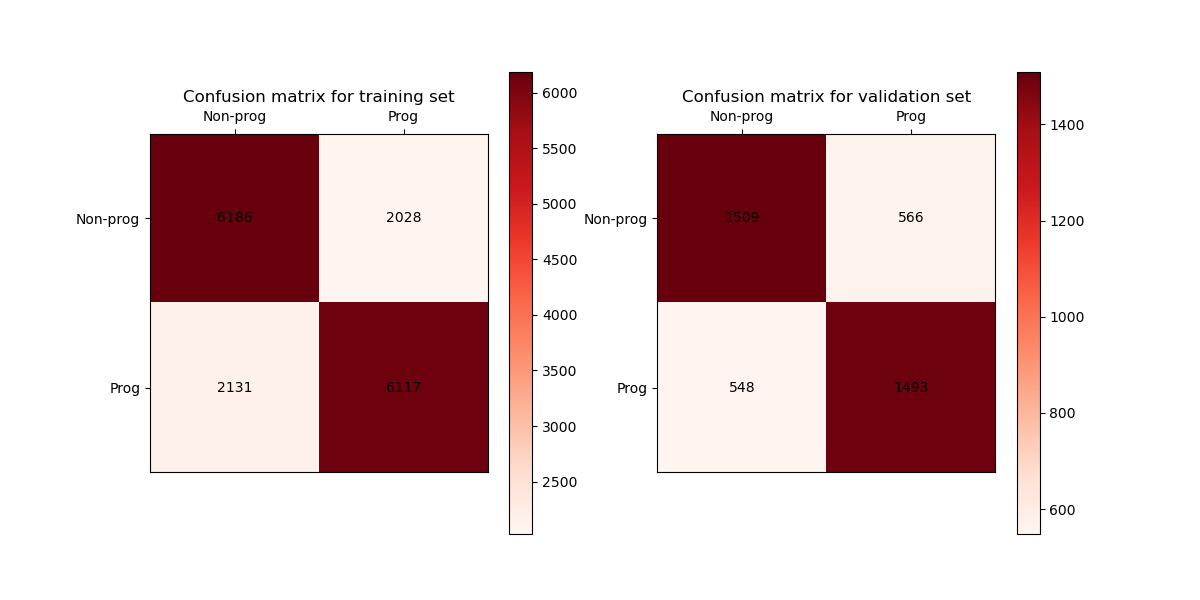 Confusion matrix for training set
Non-prog Prog
Non-prog 6186 2028
Prog 2131 6117
6000
5500
5000
4500
4000
3500
3000
2500
Confusion matrix for validation set
Non-prog Prog
Non-prog 1509 566
Prog 548 1493
1400
1200
1000
800
600